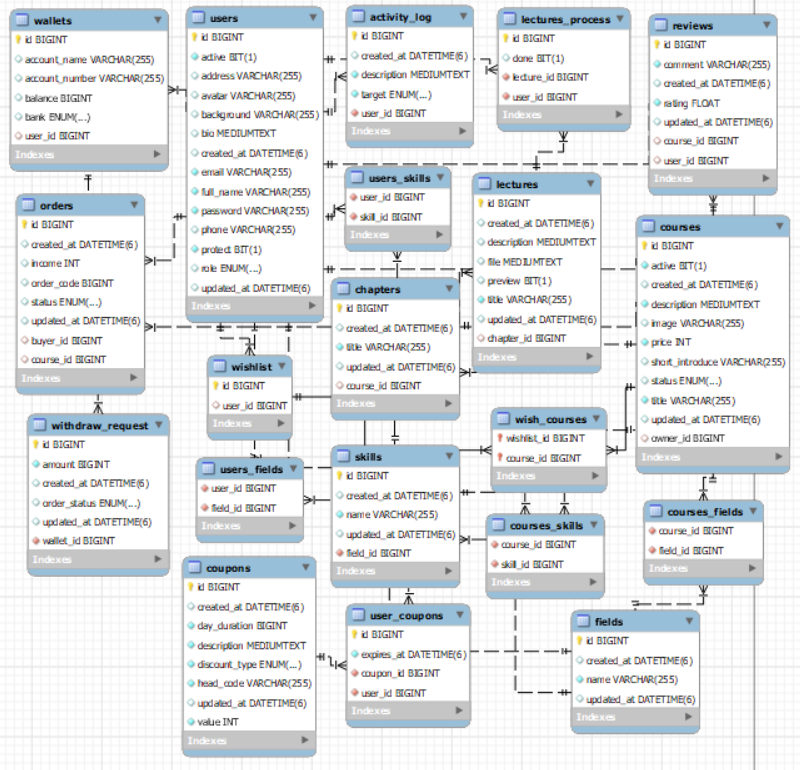 wallets
id BIGINT
account_name VARCHAR(255)
account_number VARCHAR(255)
balance BIGINT
bank ENUM(...)
user_id BIGINT
Indexes
users
id BIGINT
active BIT(1)
address VARCHAR(255)
avatar VARCHAR(255)
background VARCHAR(255)
bio MEDIUMTEXT
created_at DATETIME(6)
email VARCHAR(255)
full_name VARCHAR(255)
password VARCHAR(255)
phone VARCHAR(255)
protect BIT(1)
role ENUM(...)
updated_at DATETIME(6)
Indexes
activity_log
id BIGINT
created_at DATETIME(6)
description MEDIUMTEXT
target ENUM(...)
user_id BIGINT
Indexes
lectures_process
id BIGINT
done BIT(1)
lecture_id BIGINT
user_id BIGINT
Indexes
reviews
id BIGINT
comment VARCHAR(255)
created_at DATETIME(6)
rating FLOAT
updated_at DATETIME(6)
course_id BIGINT
user_id BIGINT
Indexes
orders
id BIGINT
created_at DATETIME(6)
income INT
order_code BIGINT
status ENUM(...)
updated_at DATETIME(6)
buyer_id BIGINT
course_id BIGINT
Indexes
users_skills
user_id BIGINT
skill_id BIGINT
Indexes
lectures
id BIGINT
created_at DATETIME(6)
description MEDIUMTEXT
file MEDIUMTEXT
preview BIT(1)
title VARCHAR(255)
updated_at DATETIME(6)
chapter_id BIGINT
Indexes
courses
id BIGINT
active BIT(1)
created_at DATETIME(6)
description MEDIUMTEXT
image VARCHAR(255)
price INT
short_introduce VARCHAR(255)
status ENUM(...)
title VARCHAR(255)
updated_at DATETIME(6)
owner_id BIGINT
Indexes
chapters
id BIGINT
created_at DATETIME(6)
title VARCHAR(255)
updated_at DATETIME(6)
course_id BIGINT
Indexes
wishlist
id BIGINT
user_id BIGINT
Indexes
withdraw_request
id BIGINT
amount BIGINT
created_at DATETIME(6)
order_status ENUM(...)
updated_at DATETIME(6)
wallet_id BIGINT
Indexes
users_fields
user_id BIGINT
field_id BIGINT
Indexes
skills
id BIGINT
created_at DATETIME(6)
name VARCHAR(255)
updated_at DATETIME(6)
field_id BIGINT
Indexes
wish_courses
wishlist_id BIGINT
course_id BIGINT
Indexes
courses_skills
course_id BIGINT
skill_id BIGINT
Indexes
courses_fields
course_id BIGINT
field_id BIGINT
Indexes
coupons
id BIGINT
created_at DATETIME(6)
day_duration BIGINT
description MEDIUMTEXT
discount_type ENUM(...)
head_code VARCHAR(255)
updated_at DATETIME(6)
value INT
Indexes
user_coupons
id BIGINT
expires_at DATETIME(6)
coupon_id BIGINT
user_id BIGINT
Indexes
fields
id BIGINT
created_at DATETIME(6)
name VARCHAR(255)
updated_at DATETIME(6)
Indexes